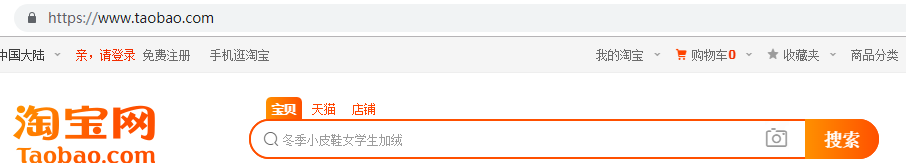 https://www.taobao.com
中国大陆 亲，请登录 免费注册 手机逛淘宝 我的淘宝 购物车0 收藏夹 商品分类
淘宝网
Taobao.com
宝贝 天猫 店铺
冬季小皮鞋女学生加绒 搜索